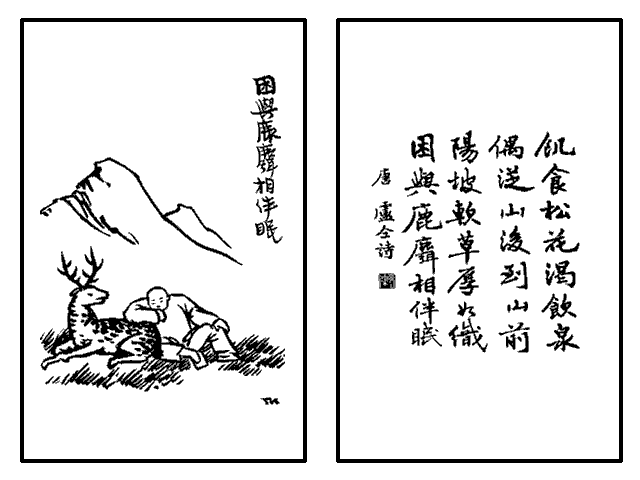 困與鹿麛相伴眠
TK
飢食松花渴飲泉
偶從山後到山前
陽坡軟草厚如織
困與鹿麛相伴眠
唐 盧仝詩